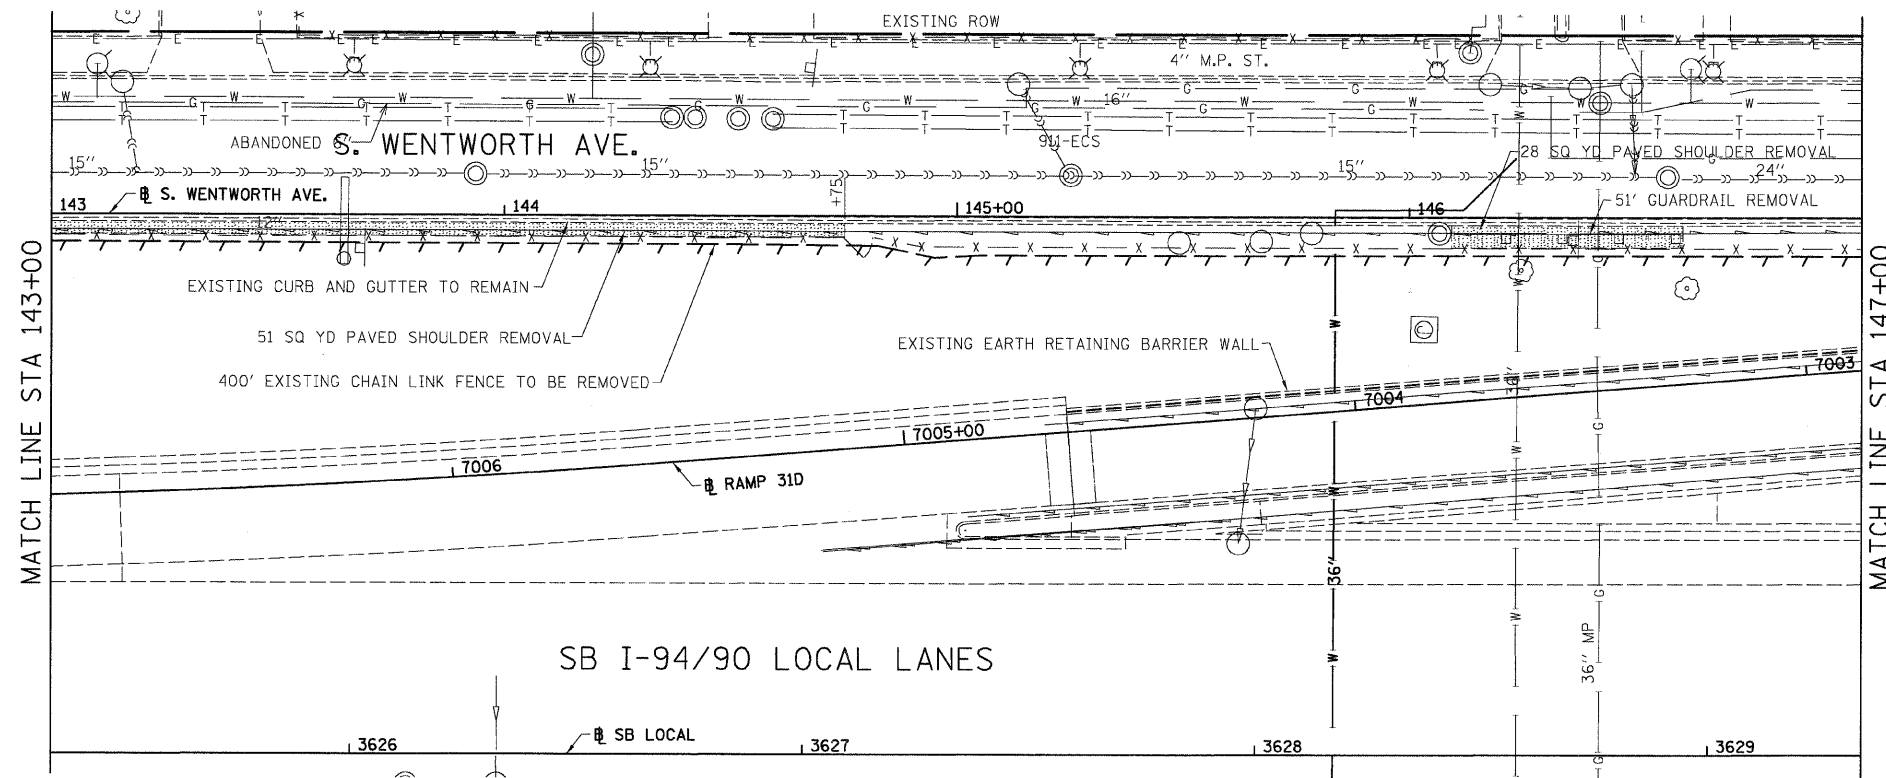 EXISTING ROW
4" M.P. ST.
16"
ABANDONED 6"
S. WENTWORTH AVE.
911-ECS
28 SQ YD PAVED SHOULDER REMOVAL
15"
15"
15"
24"
℄ S. WENTWORTH AVE.
+75
51' GUARDRAIL REMOVAL
143
144
145+00
146
12"
EXISTING CURB AND GUTTER TO REMAIN
51 SQ YD PAVED SHOULDER REMOVAL
400' EXISTING CHAIN LINK FENCE TO BE REMOVED
EXISTING EARTH RETAINING BARRIER WALL
MATCH LINE STA 143+00
MATCH LINE STA 147+00
7003
7004
7005+00
7006
℄ RAMP 31D
36"
36"
36" MP
SB I-94/90 LOCAL LANES
℄ SB LOCAL
3626
3627
3628
3629